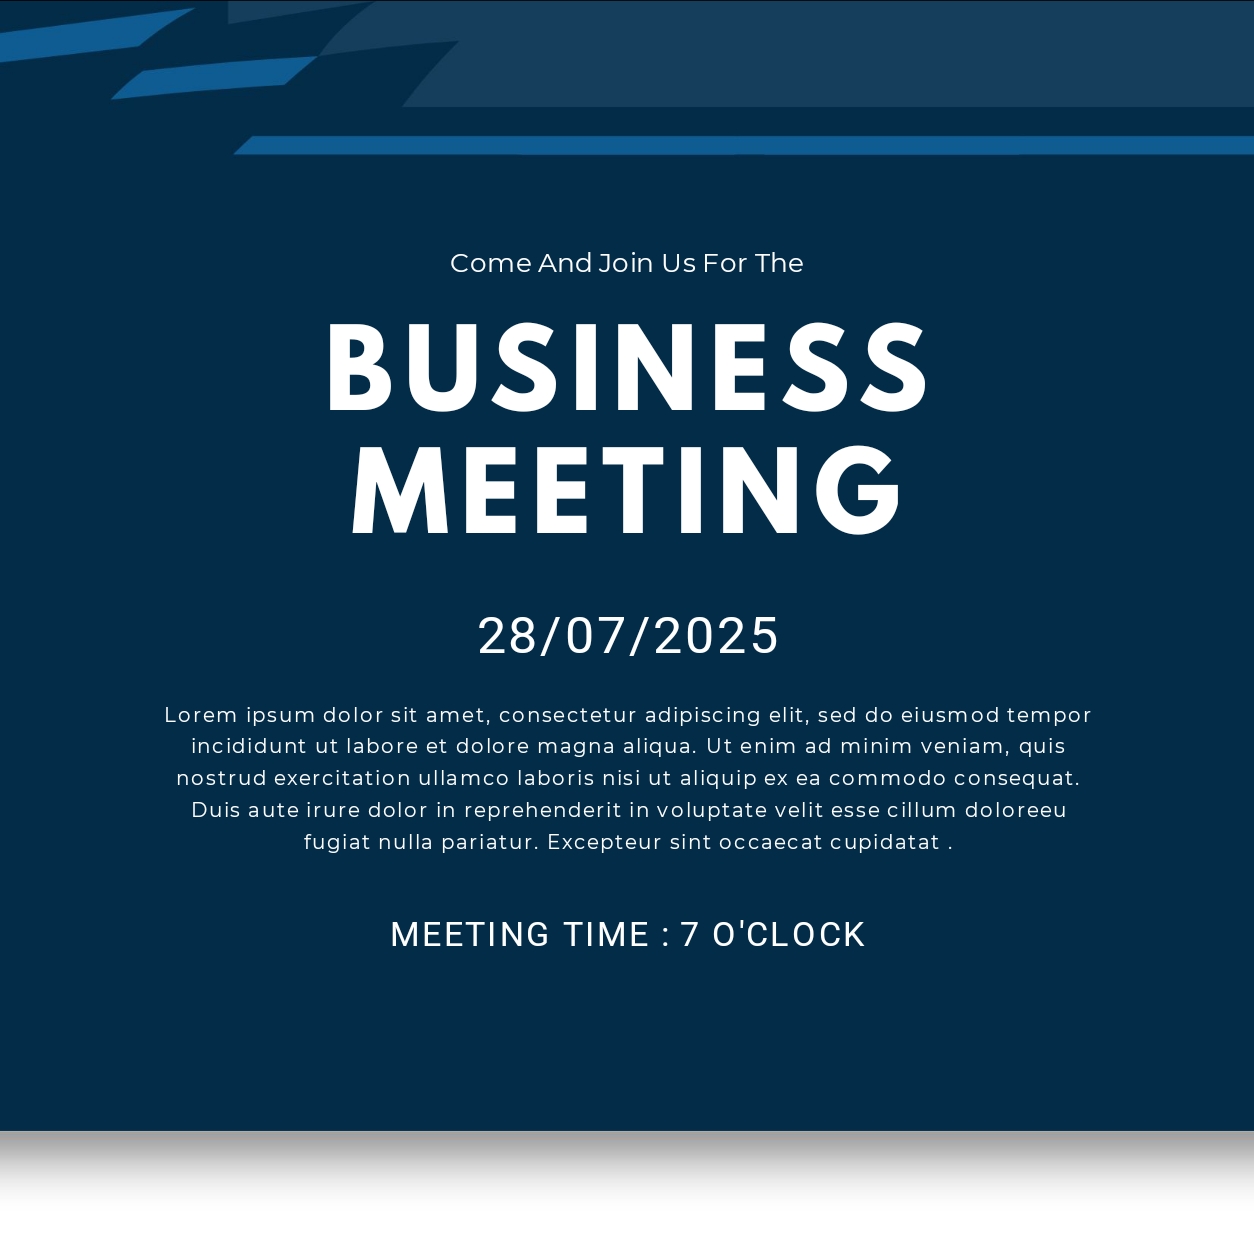 Come And Join Us For The
BUSINESS
MEETING
28/07/2025
Lorem ipsum dolor sit amet, consectetur adipiscing elit, sed do eiusmod tempor
incididunt ut labore et dolore magna aliqua. Ut enim ad minim veniam, quis
nostrud exercitation ullamco laboris nisi ut aliquip ex ea commodo consequat.
Duis aute irure dolor in reprehenderit in voluptate velit esse cillum doloreeu
fugiat nulla pariatur. Excepteur sint occaecat cupidatat .
MEETING TIME : 7 O'CLOCK